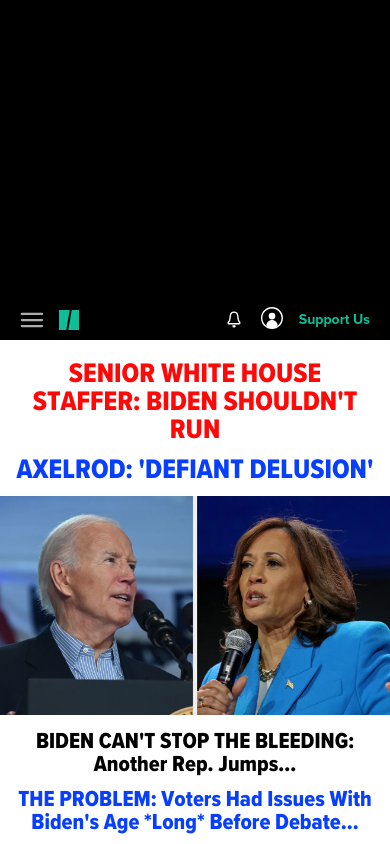 Support Us
SENIOR WHITE HOUSE
STAFFER: BIDEN SHOULDN'T
RUN
AXELROD: 'DEFIANT DELUSION'
BIDEN CAN'T STOP THE BLEEDING:
Another Rep. Jumps...
THE PROBLEM: Voters Had Issues With
Biden's Age *Long* Before Debate...